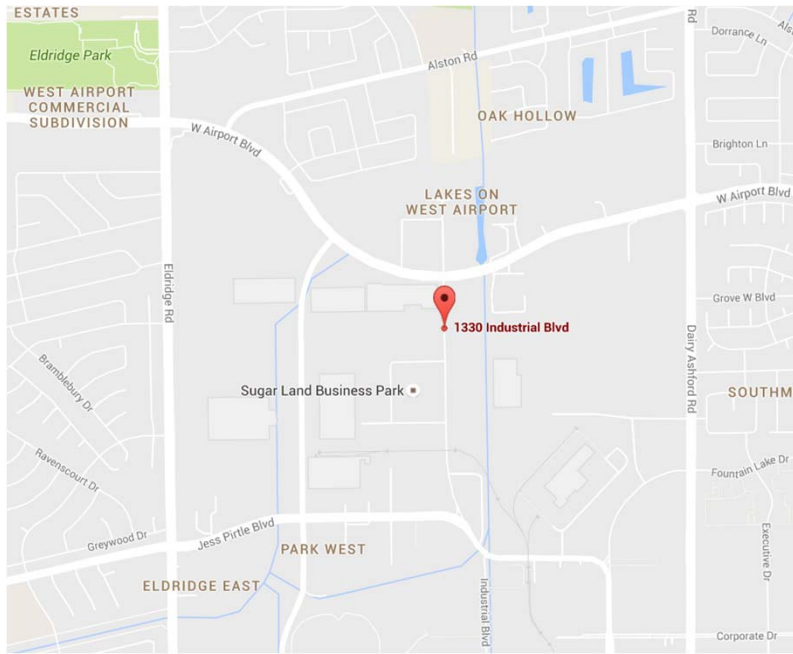 ESTATES
Eldridge Park
WEST AIRPORT
COMMERCIAL
SUBDIVISION
W Airport Blvd
Alston Rd
Rd
Dorrance Ln
OAK HOLLOW
Brighton Ln
LAKES ON
WEST AIRPORT
W Airport Blvd
Eldridge Rd
Grove W Blvd
1330 Industrial Blvd
Dairy Ashford Rd
Bramblebury Dr
Sugar Land Business Park
SOUTHM
Ravenscourt Dr
Fountain Lake Dr
Greywood Dr
Jess Pirtle Blvd
PARK WEST
Executive Dr
ELDRIDGE EAST
Industrial Blvd
Corporate Dr